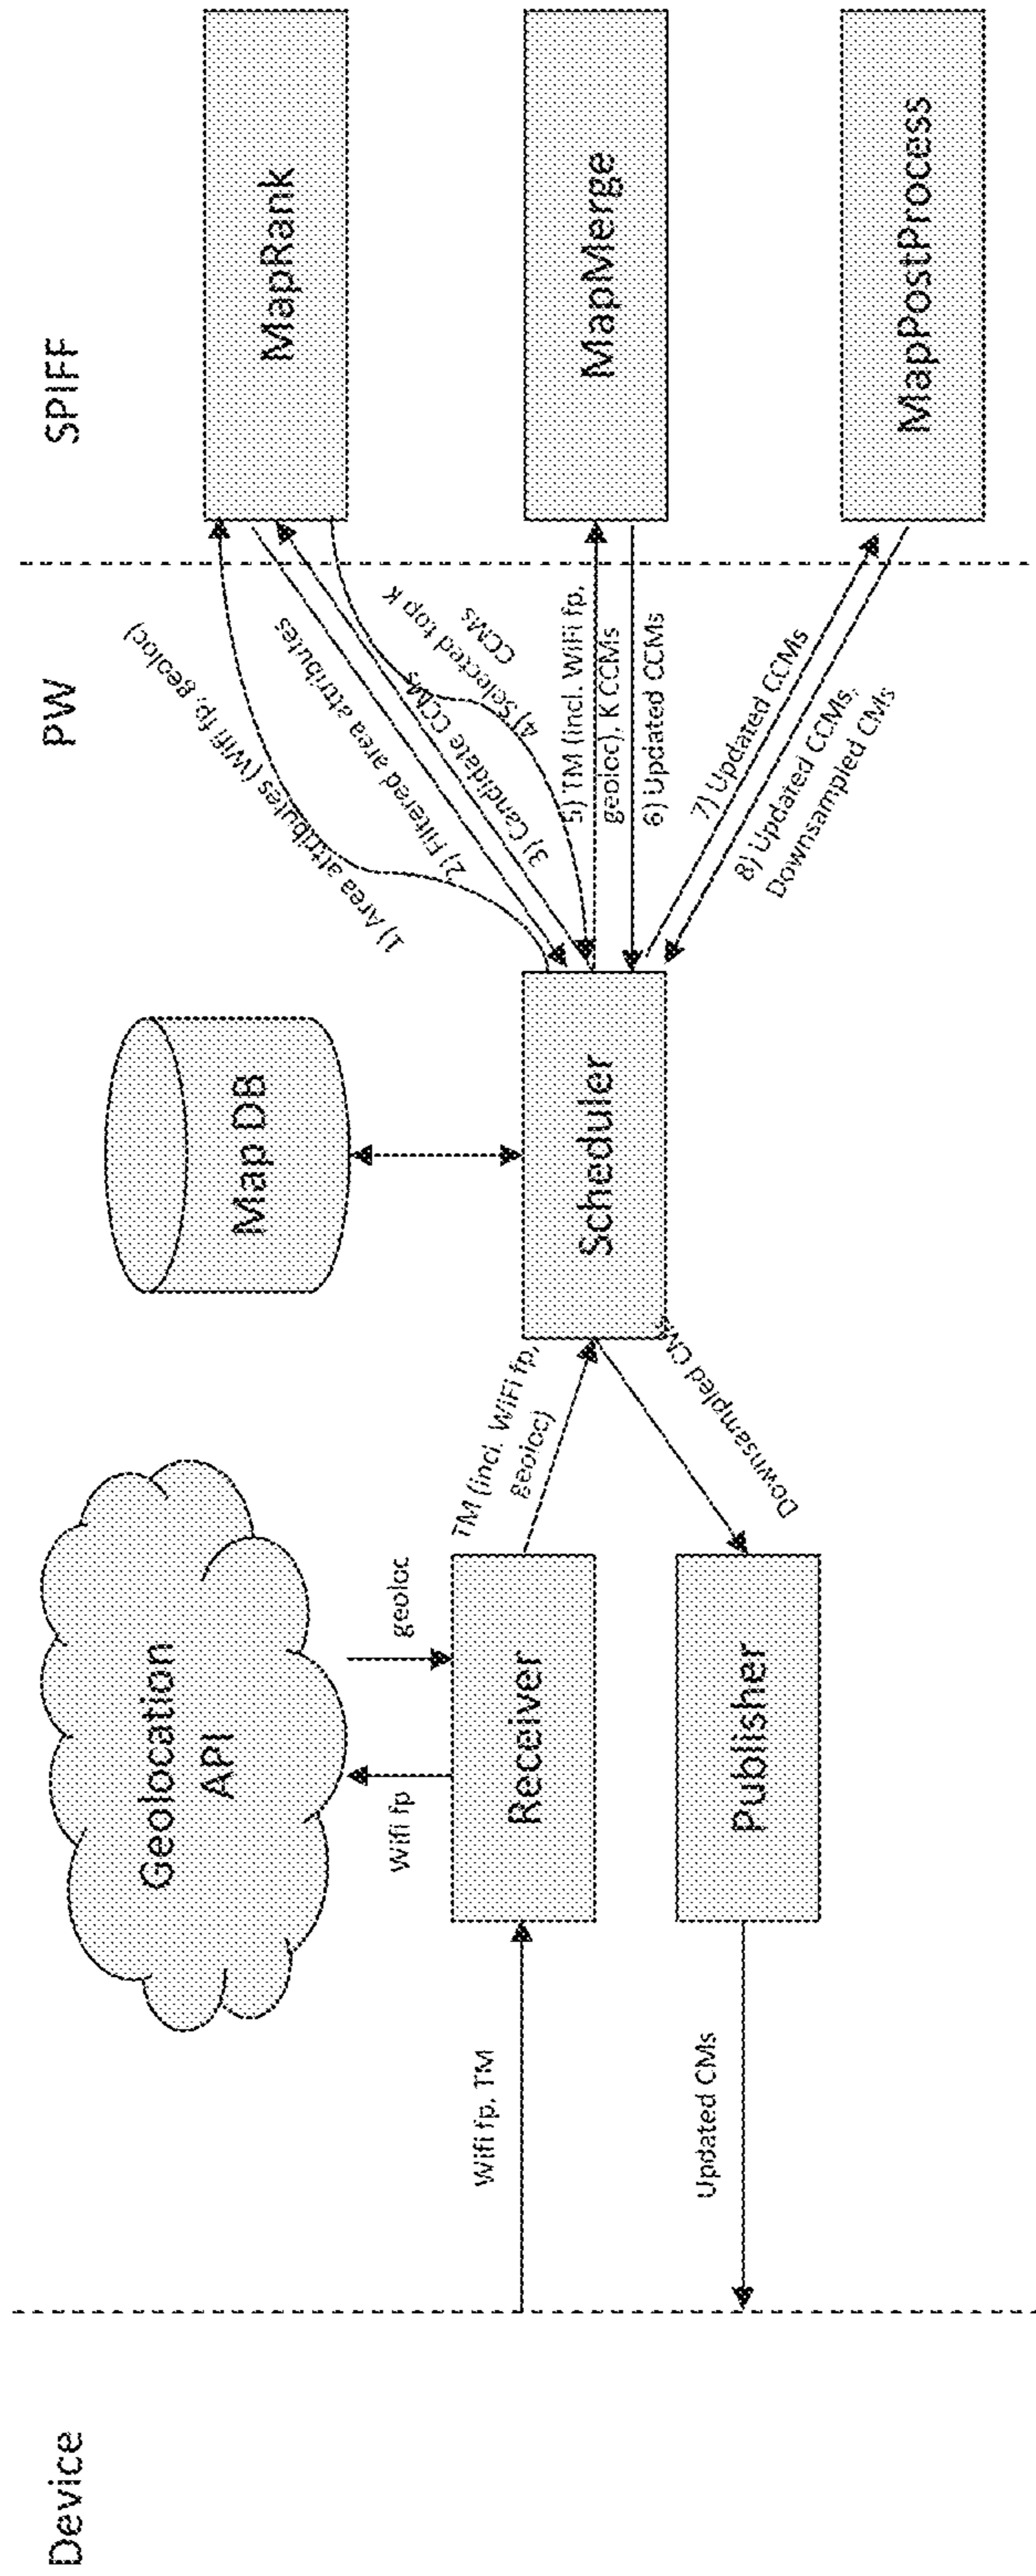 Device
PW
SPIFF
Geolocation
API
Map DB
MapRank
Wifi fp
geoloc
Wifi fp, TM
Receiver
TM (incl. WiFi fp,
geoloc)
Scheduler
1) Area attributes (Wifi fp, geoloc)
2) Filtered area attributes
3) Candidate CCMs
4) Selected top K
CCMs
5) TM (incl. WiFi fp,
geoloc), K CCMs
6) Updated CCMs
MapMerge
Updated CMs
Publisher
Downsampled CMs
7) Updated CCMs
8) Updated CCMs,
Downsampled CMs
MapPostProcess